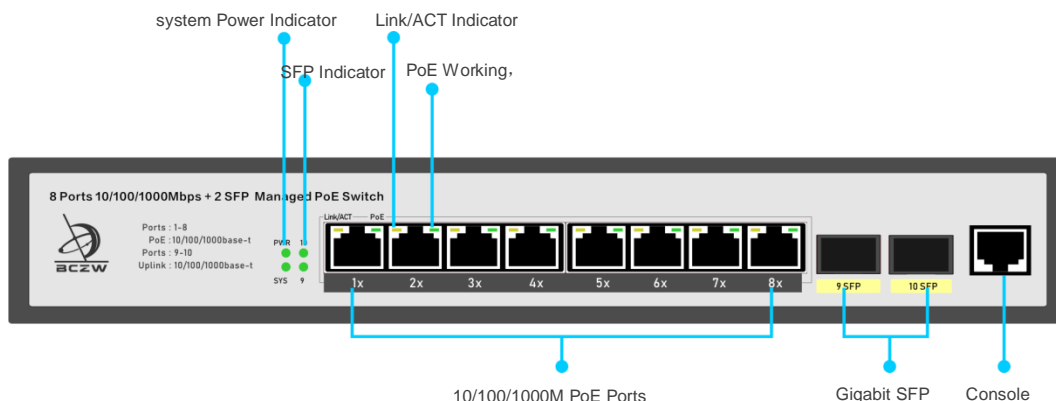 system Power Indicator
Link/ACT Indicator
SFP Indicator
PoE Working，
8 Ports 10/100/1000Mbps + 2 SFP Managed PoE Switch
Ports : 1-8
PoE : 10/100/1000base-t
Ports : 9-10
Uplink : 10/100/1000base-t
BCZW
PWR 10
SYS 9
Link/ACT PoE
1x 2x 3x 4x 5x 6x 7x 8x
9 SFP 10 SFP
10/100/1000M PoE Ports
Gigabit SFP
Console